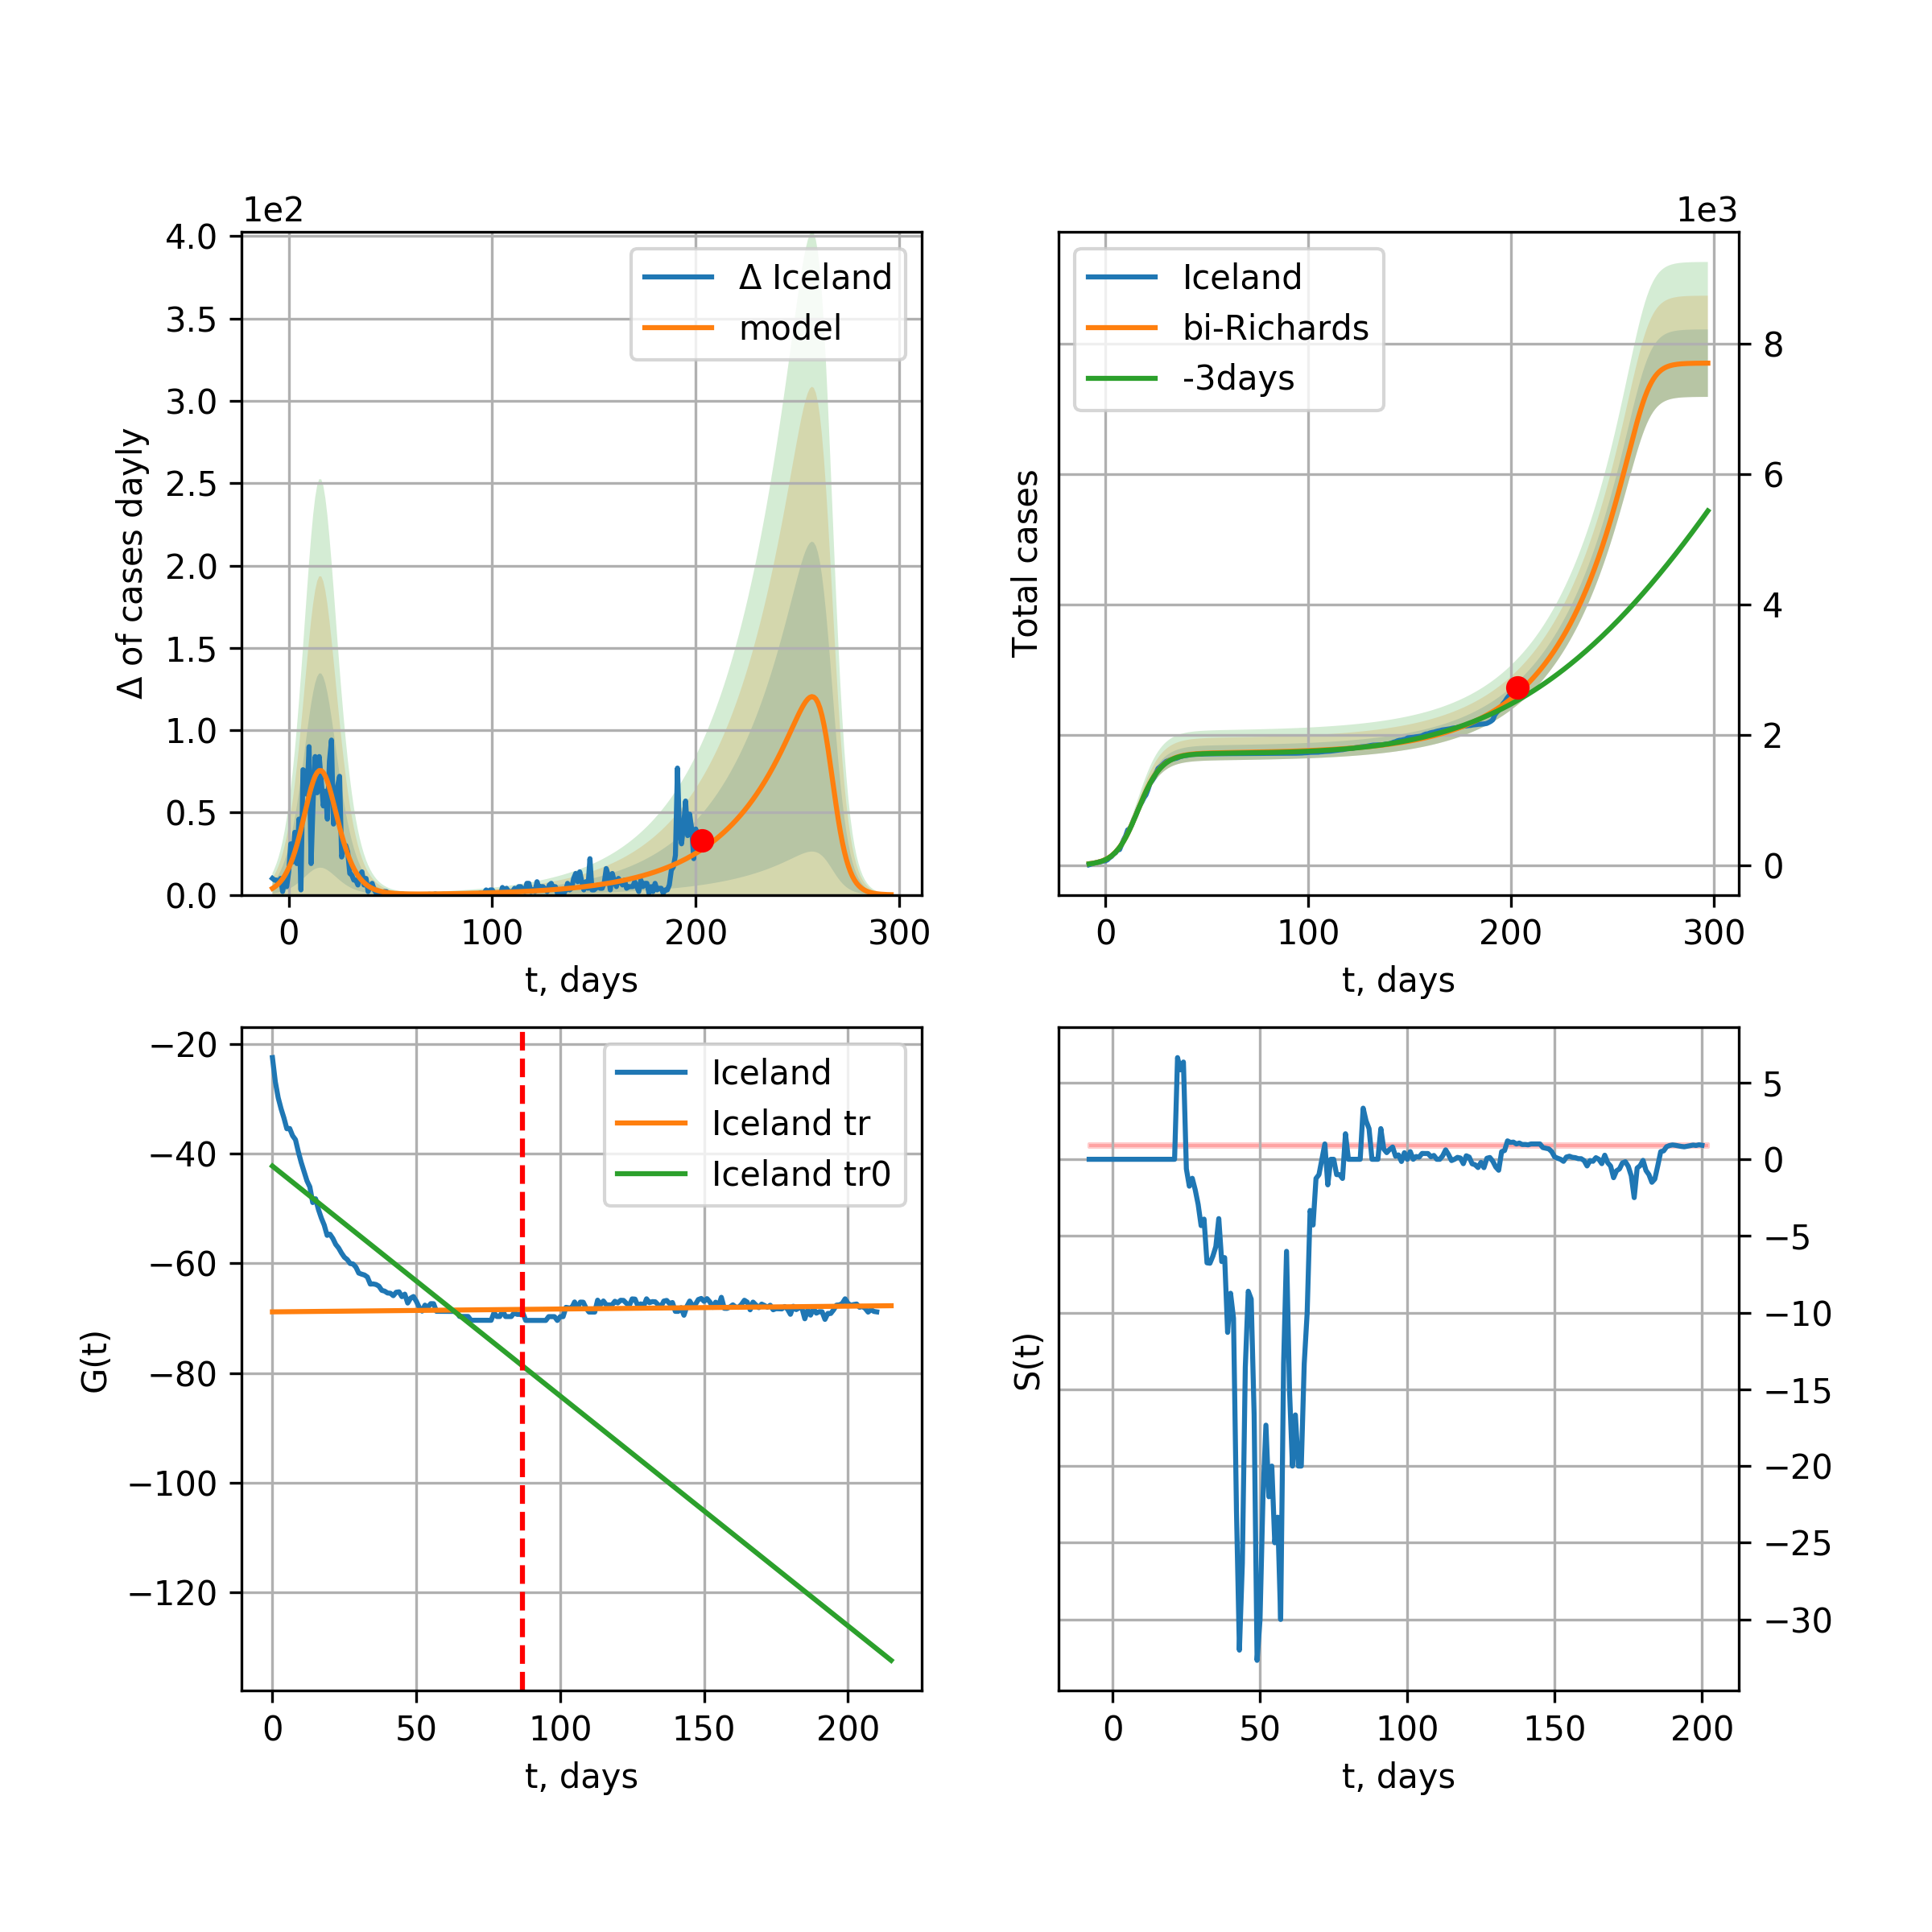 1e2
4.0
3.5
3.0
2.5
2.0
1.5
1.0
0.5
0.0
Δ of cases dayly
Δ Iceland
model
0 100 200 300
t, days
1e3
Total cases
Iceland
bi-Richards
-3days
8
6
4
2
0
0 100 200 300
t, days
−20
−40
−60
−80
−100
−120
G(t)
Iceland
Iceland tr
Iceland tr0
0 50 100 150 200
t, days
S(t)
5
0
−5
−10
−15
−20
−25
−30
0 50 100 150 200
t, days